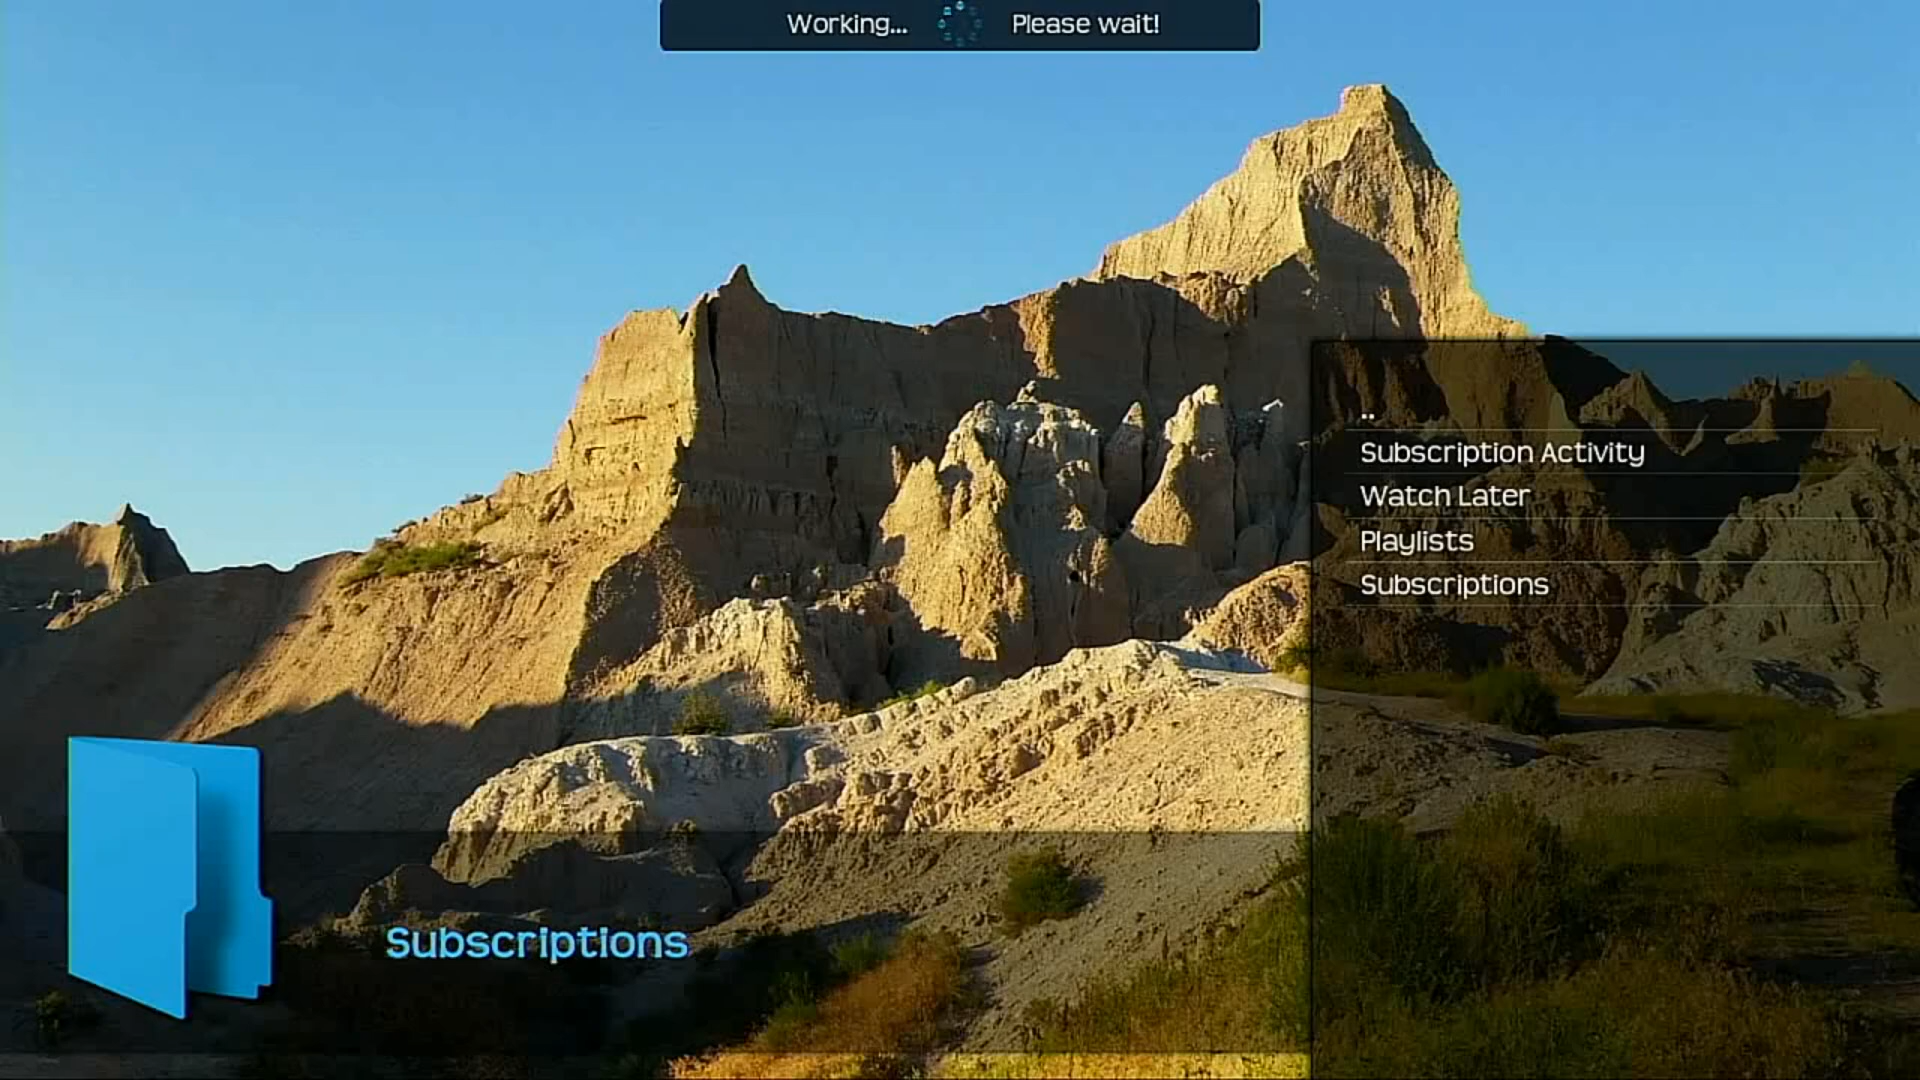 Working... Please wait!
..
Subscription Activity
Watch Later
Playlists
Subscriptions
Subscriptions